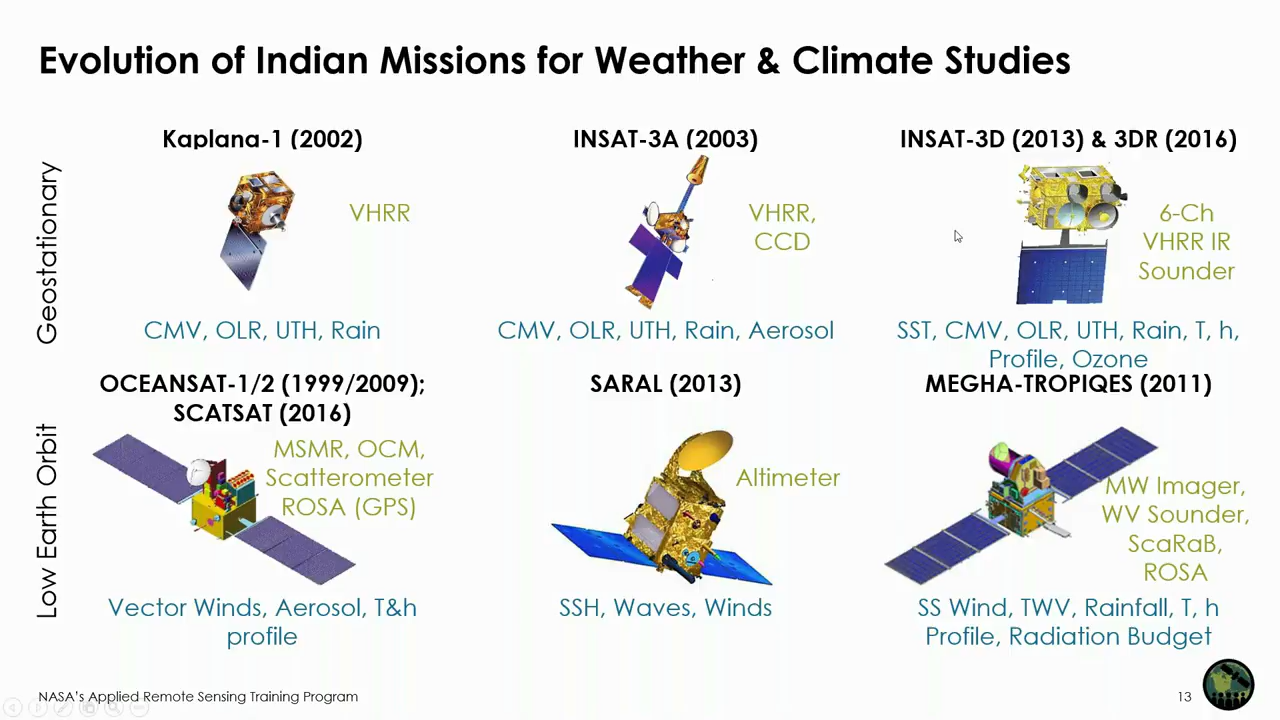 Evolution of Indian Missions for Weather & Climate Studies
Geostationary
Kaplana-1 (2002)
VHRR
CMV, OLR, UTH, Rain
INSAT-3A (2003)
VHRR,
CCD
CMV, OLR, UTH, Rain, Aerosol
INSAT-3D (2013) & 3DR (2016)
6-Ch
VHRR IR
Sounder
SST, CMV, OLR, UTH, Rain, T, h,
Profile, Ozone
Low Earth Orbit
OCEANSAT-1/2 (1999/2009);
SCATSAT (2016)
MSMR, OCM,
Scatterometer
ROSA (GPS)
Vector Winds, Aerosol, T&h
profile
SARAL (2013)
Altimeter
SSH, Waves, Winds
MEGHA-TROPIQES (2011)
MW Imager,
WV Sounder,
ScaRaB,
ROSA
SS Wind, TWV, Rainfall, T, h
Profile, Radiation Budget
NASA's Applied Remote Sensing Training Program
13